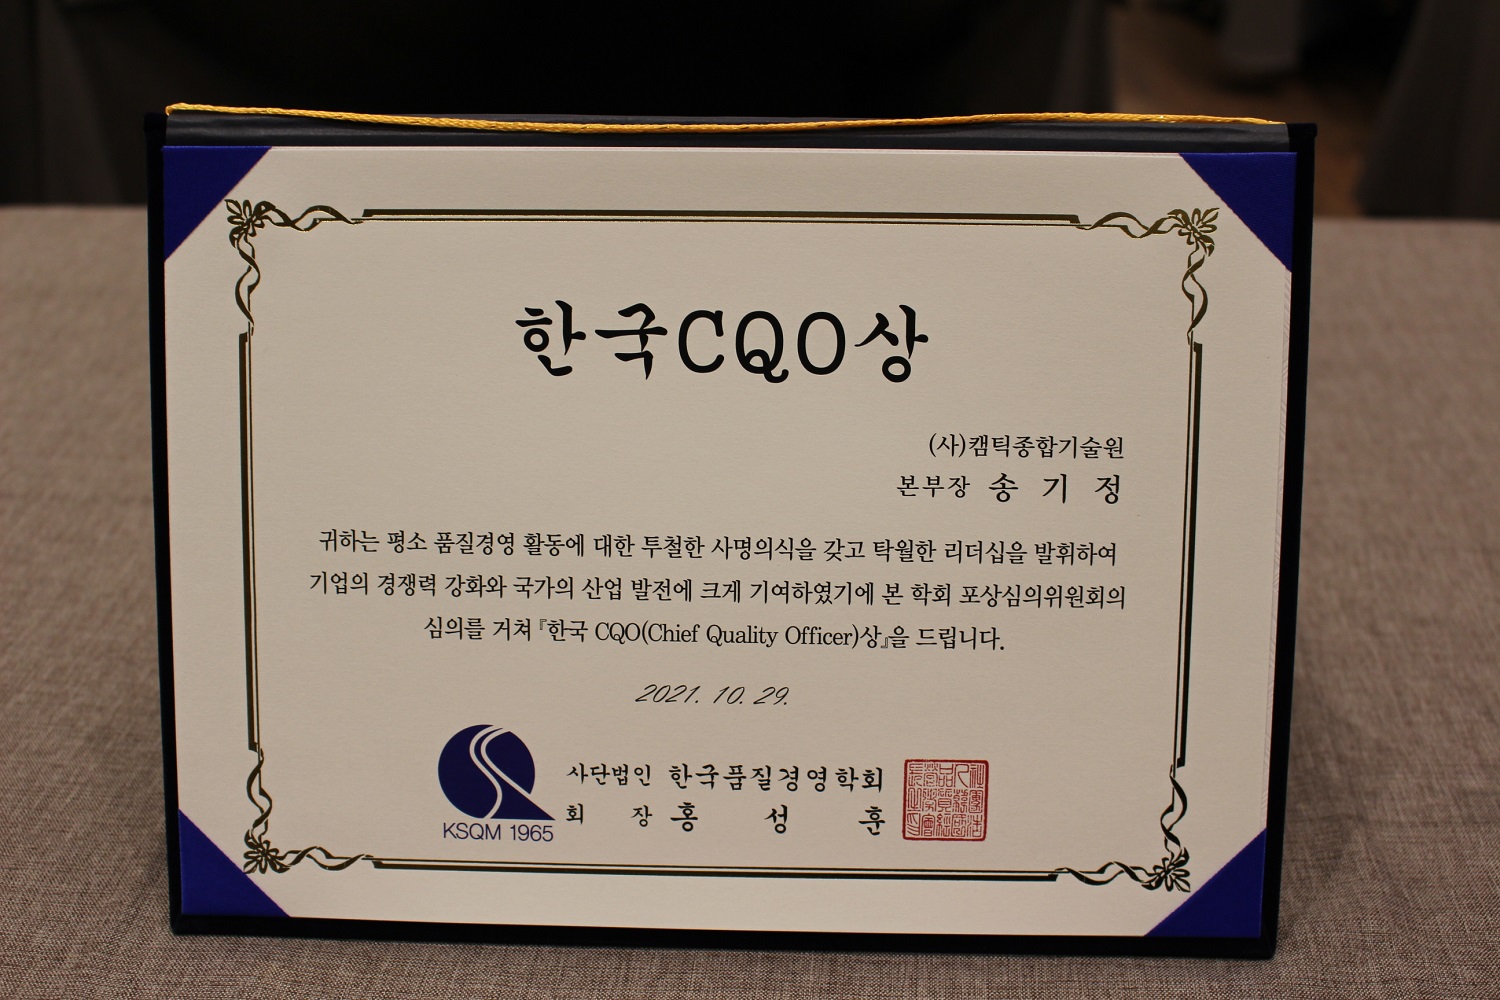 한국CQO상
(사)캠틱종합기술원
본부장 송 기 정
귀하는 평소 품질경영 활동에 대한 투철한 사명의식을 갖고 탁월한 리더십을 발휘하여
기업의 경쟁력 강화와 국가의 산업 발전에 크게 기여하였기에 본 학회 포상심의위원회의
심의를 거쳐 『한국 CQO(Chief Quality Officer)상』을 드립니다.
2021. 10. 29.
사단법인 한국품질경영학회
회 장 홍 성 훈
KSQM 1965